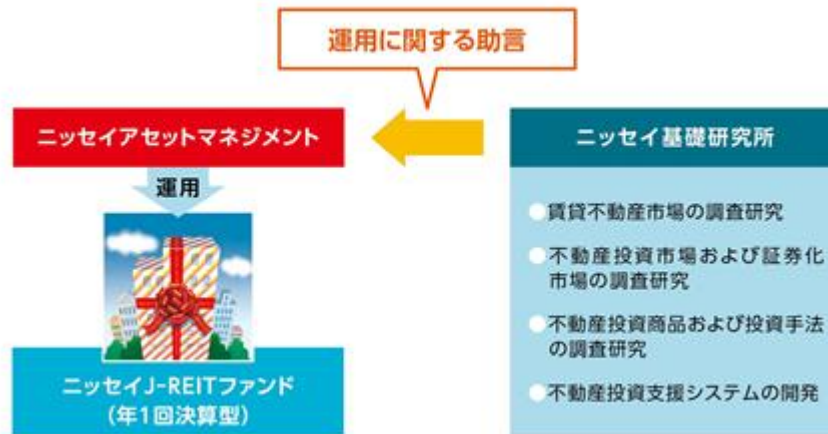 運用に関する助言
ニッセイアセットマネジメント
ニッセイ基礎研究所
運用
賃貸不動産市場の調査研究
不動産投資市場および証券化
市場の調査研究
不動産投資商品および投資手法
の調査研究
不動産投資支援システムの開発
ニッセイJ-REITファンド
(年1回決算型)